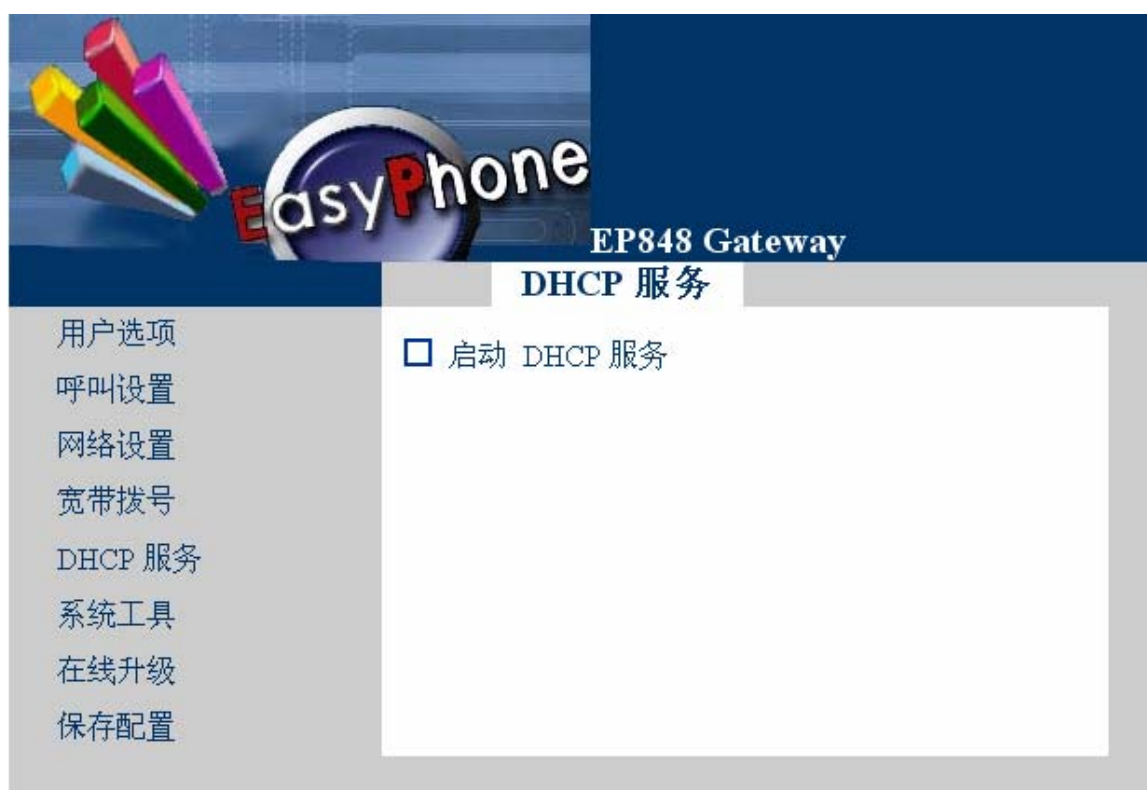 EasyPhone
EP848 Gateway
DHCP 服务
用户选项
呼叫设置
网络设置
宽带拨号
DHCP 服务
系统工具
在线升级
保存配置
启动 DHCP 服务